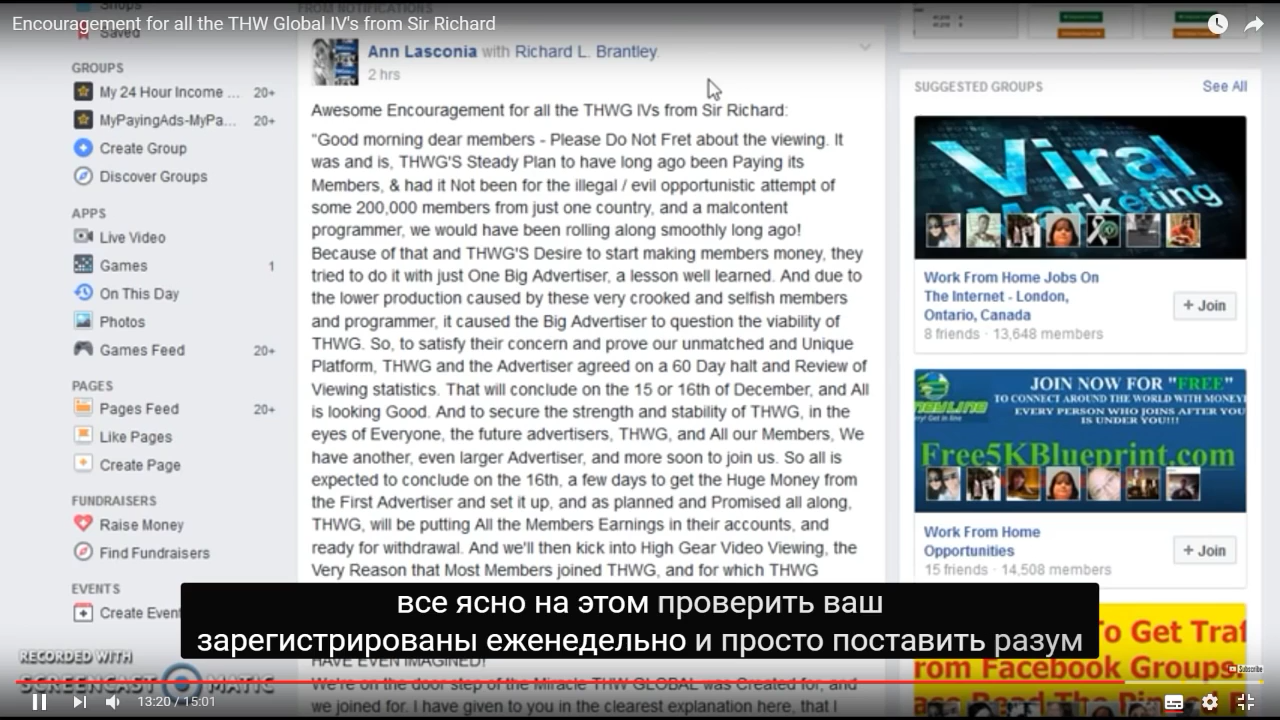 Encouragement for all the THW Global IV's from Sir Richard
Shops
Saved
GROUPS
My 24 Hour Income ... 20+
MyPayingAds-MyPa... 20+
Create Group
Discover Groups
APPS
Live Video
Games 1
On This Day
Photos
Games Feed 20+
PAGES
Pages Feed 20+
Like Pages
Create Page
FUNDRAISERS
Raise Money
Find Fundraisers
EVENTS
Create Event
FROM NOTIFICATIONS
Ann Lasconia with Richard L. Brantley.
2 hrs
Awesome Encouragement for all the THWG IVs from Sir Richard:
“Good morning dear members - Please Do Not Fret about the viewing. It
was and is, THWG'S Steady Plan to have long ago been Paying its
Members, & had it Not been for the illegal / evil opportunistic attempt of
some 200,000 members from just one country, and a malcontent
programmer, we would have been rolling along smoothly long ago!
Because of that and THWG'S Desire to start making members money, they
tried to do it with just One Big Advertiser, a lesson well learned. And due to
the lower production caused by these very crooked and selfish members
and programmer, it caused the Big Advertiser to question the viability of
THWG. So, to satisfy their concern and prove our unmatched and Unique
Platform, THWG and the Advertiser agreed on a 60 Day halt and Review of
Viewing statistics. That will conclude on the 15 or 16th of December, and All
is looking Good. And to secure the strength and stability of THWG, in the
eyes of Everyone, the future advertisers, THWG, and All our Members, We
have another, even larger Advertiser, and more soon to join us. So all is
expected to conclude on the 16th, a few days to get the Huge Money from
the First Advertiser and set it up, and as planned and Promised all along,
THWG, will be putting All the Members Earnings in their accounts, and
ready for withdrawal. And we'll then kick into High Gear Video Viewing, the
Very Reason that Most Members joined THWG, and for which THWG
HAVE EVEN IMAGINED!
We're on the door step of the Miracle THW GLOBAL was Created for, and
we joined for. I have given to you in the clearest explanation here, that I
SUGGESTED GROUPS See All
Viral
Marketing
Work From Home Jobs On
The Internet - London,
Ontario, Canada
8 friends · 13,648 members
+ Join
JOIN NOW FOR "FREE"
TO CONNECT AROUND THE WORLD WITH MONEY
EVERY PERSON WHO JOINS AFTER YOU
IS UNDER YOU!!!
Free5KBlueprint.com
Work From Home
Opportunities
15 friends · 14,508 members
+ Join
To Get Traf
rom Facebook Groups
все ясно на этом проверить ваш
зарегистрированы еженедельно и просто поставить разум
RECORDED WITH
SCREENCAST MATIC
Subscribe
13:20 / 15:01